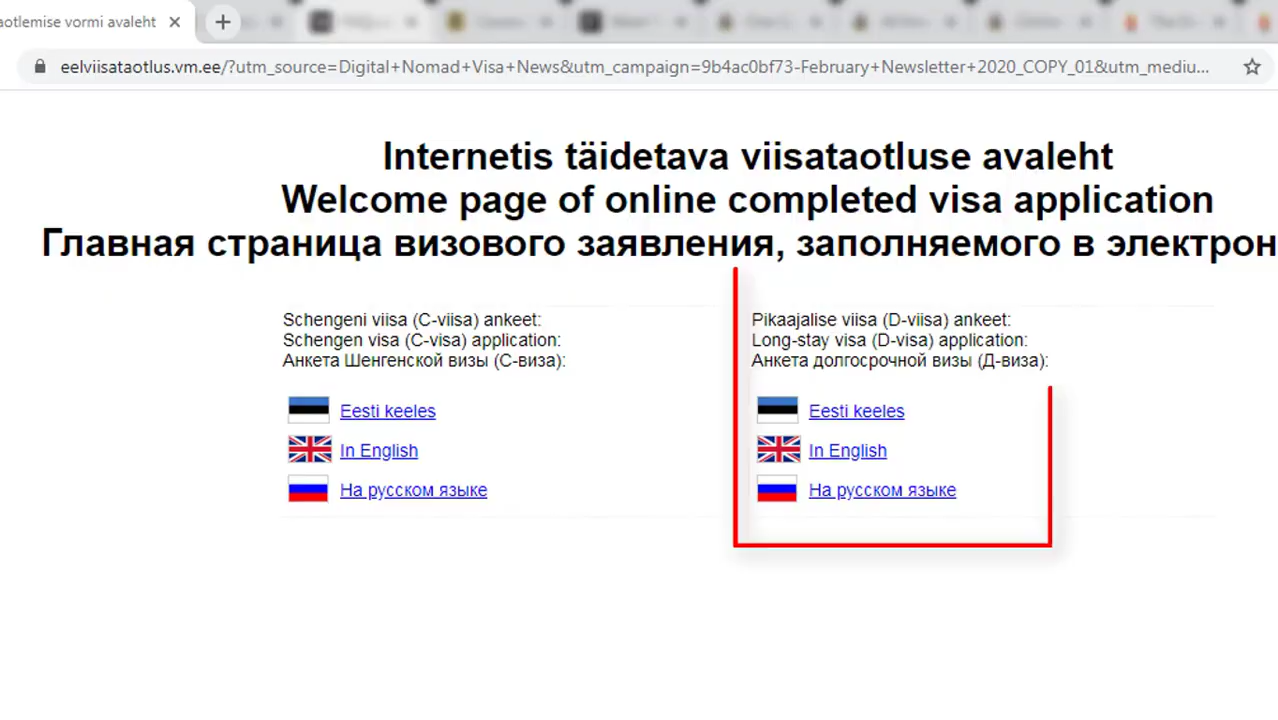 aotlemise vormi avaleht
eelviisataotlus.vm.ee/?utm_source=Digital+Nomad+Visa+News&utm_campaign=9b4ac0bf73-February+Newsletter+2020_COPY_01&utm_mediu...
Internetis täidetava viisataotluse avaleht
Welcome page of online completed visa application
Главная страница визового заявления, заполняемого в электрон
Schengeni viisa (C-viisa) ankeet:
Schengen visa (C-visa) application:
Анкета Шенгенской визы (С-виза):
Eesti keeles
In English
На русском языке
Pikaajalise viisa (D-viisa) ankeet:
Long-stay visa (D-visa) application:
Анкета долгосрочной визы (Д-виза):
Eesti keeles
In English
На русском языке